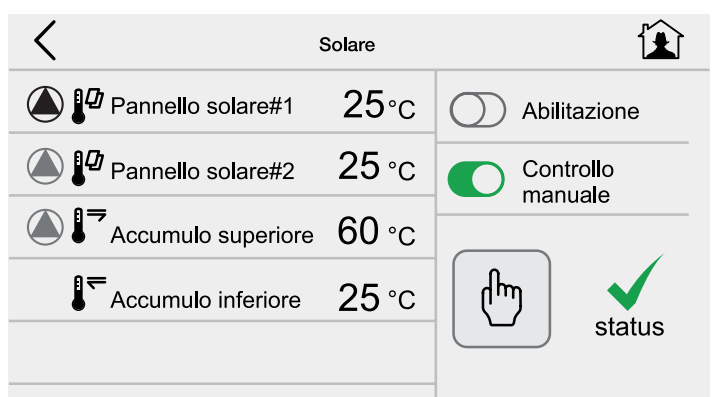 Solare
Pannello solare#1 25°C
Pannello solare#2 25 °C
Accumulo superiore 60 °C
Accumulo inferiore 25 °C
Abilitazione
Controllo
manuale
status